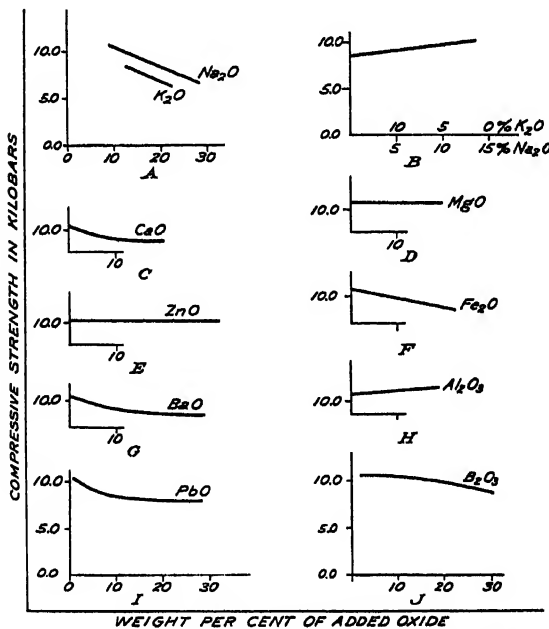 COMPRESSIVE STRENGTH IN KILOBARS
10.0
5.0
0.0
Na₂O
K₂O
0 10 20 30
A
10.0
5.0
0.0
10 5 0 % K₂O
5 10 15 % Na₂O
B
10.0
CaO
10
C
10.0
MgO
10
D
10.0
ZnO
10
E
10.0
Fe₂O
10
F
10.0
BaO
10
G
10.0
Al₂O₃
10
H
10.0
5.0
0.0
PbO
0 10 20 30
I
10.0
5.0
0.0
B₂O₃
0 10 20 30
J
WEIGHT PER CENT OF ADDED OXIDE